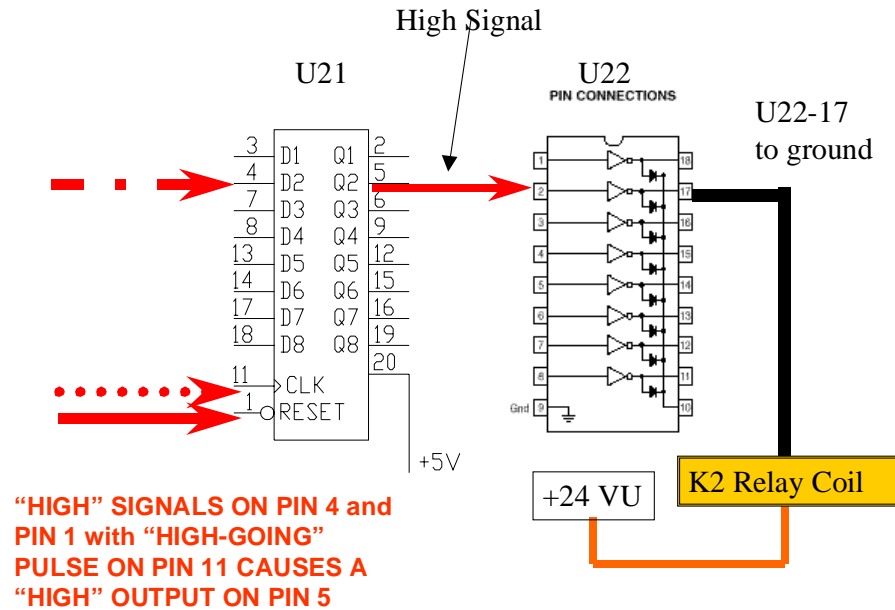 High Signal
U21
U22
PIN CONNECTIONS
U22-17
to ground
3 D1 Q1 2
4 D2 Q2 5
7 D3 Q3 6
8 D4 Q4 9
13 D5 Q5 12
14 D6 Q6 15
17 D7 Q7 16
18 D8 Q8 19
20
11 CLK
1 RESET
+5V
1 18
2 17
3 16
4 15
5 14
6 13
7 12
8 11
Gnd 9 10
+24 VU
K2 Relay Coil
“HIGH” SIGNALS ON PIN 4 and
PIN 1 with “HIGH-GOING”
PULSE ON PIN 11 CAUSES A
“HIGH” OUTPUT ON PIN 5